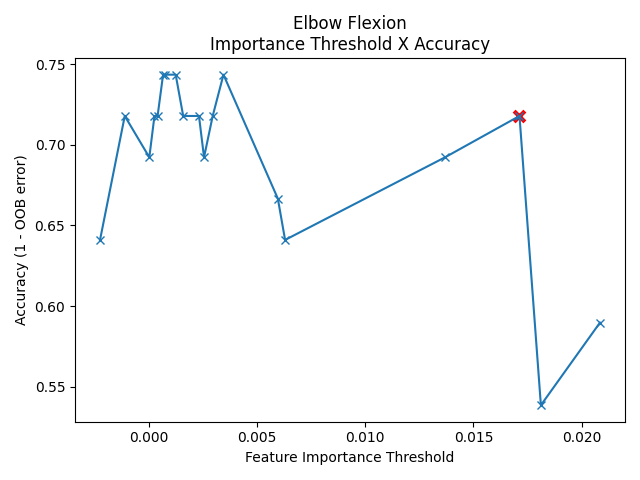 Elbow Flexion
Importance Threshold X Accuracy
0.75
0.70
0.65
0.60
0.55
Accuracy (1 - OOB error)
0.000 0.005 0.010 0.015 0.020
Feature Importance Threshold